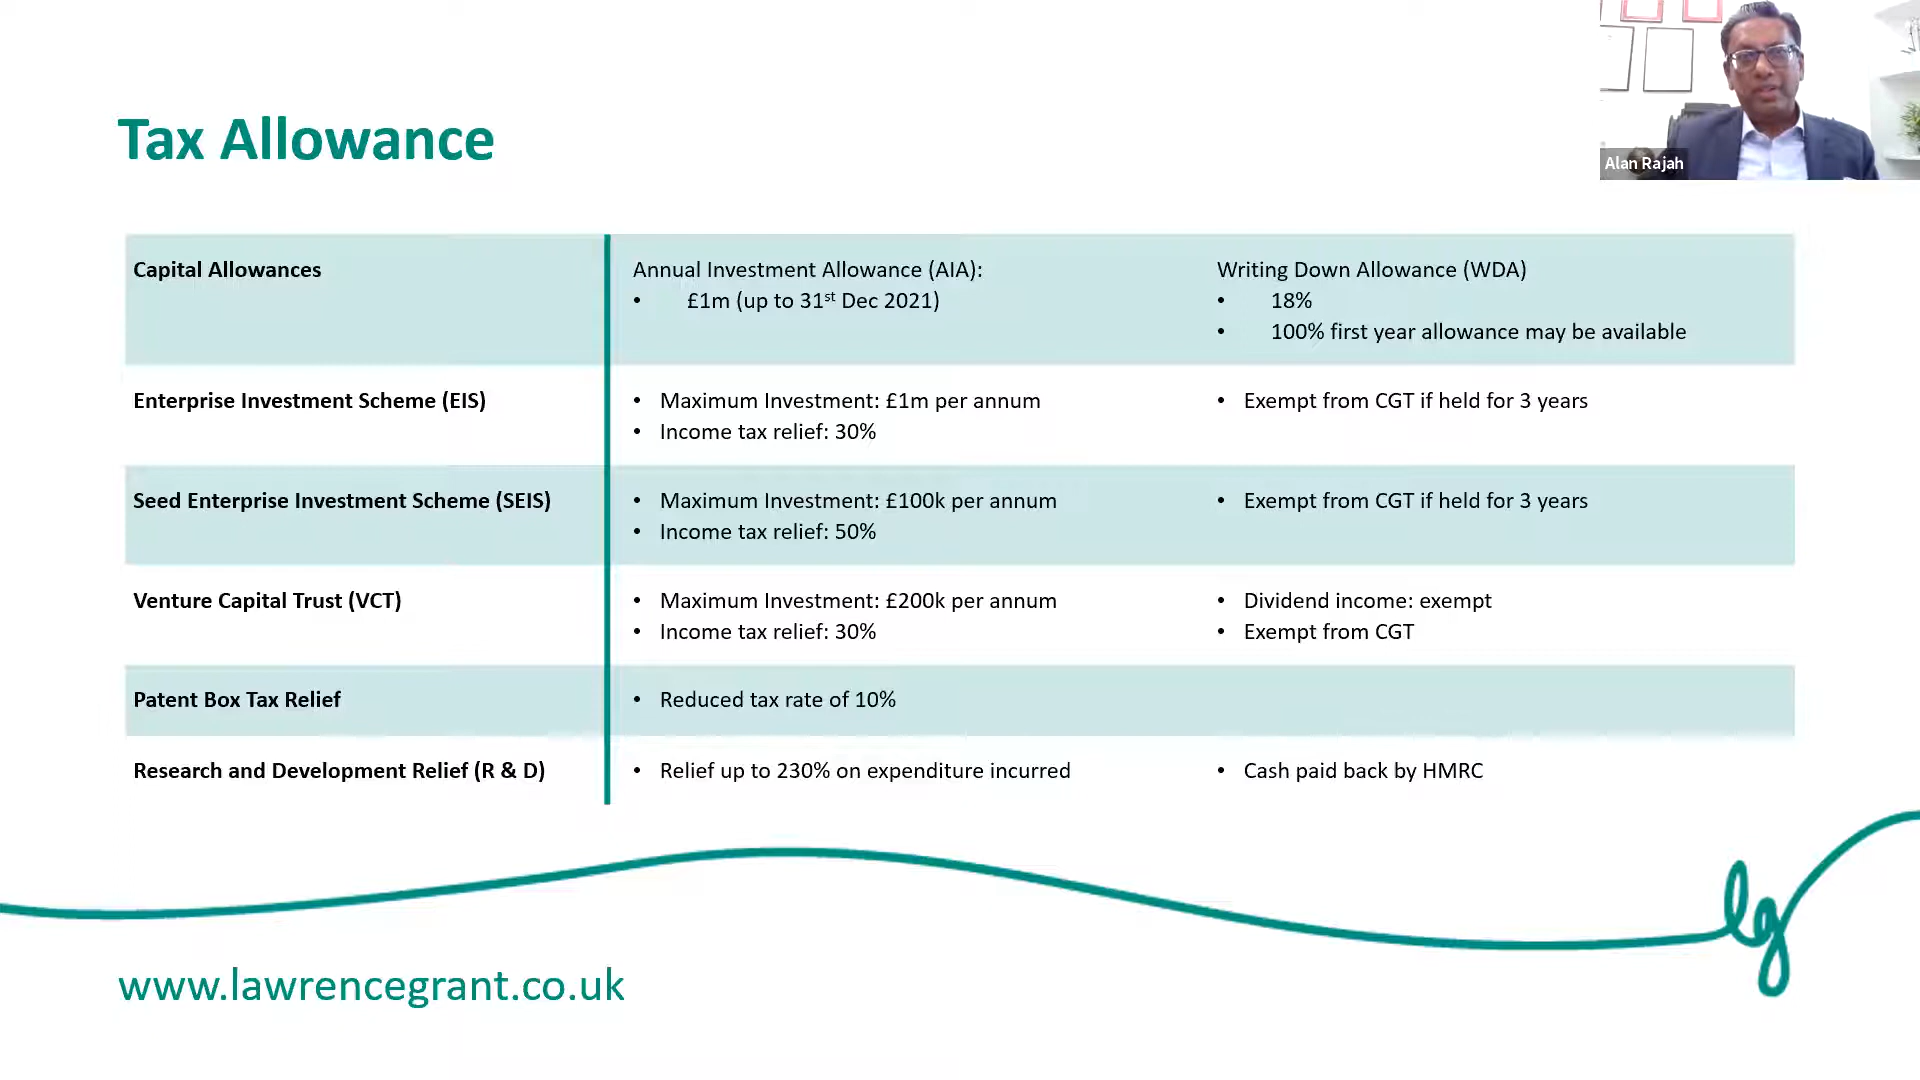 Alan Rajah
Tax Allowance
Capital Allowances
Annual Investment Allowance (AIA):
• £1m (up to 31st Dec 2021)
Writing Down Allowance (WDA)
• 18%
• 100% first year allowance may be available
Enterprise Investment Scheme (EIS)
• Maximum Investment: £1m per annum
• Income tax relief: 30%
• Exempt from CGT if held for 3 years
Seed Enterprise Investment Scheme (SEIS)
• Maximum Investment: £100k per annum
• Income tax relief: 50%
• Exempt from CGT if held for 3 years
Venture Capital Trust (VCT)
• Maximum Investment: £200k per annum
• Income tax relief: 30%
• Dividend income: exempt
• Exempt from CGT
Patent Box Tax Relief
• Reduced tax rate of 10%
Research and Development Relief (R & D)
• Relief up to 230% on expenditure incurred
• Cash paid back by HMRC
lg
www.lawrencegrant.co.uk